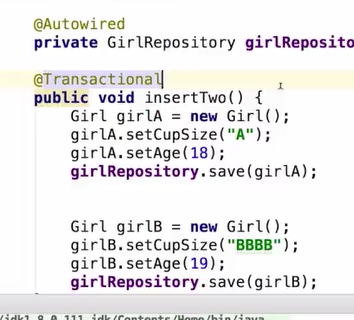 @Autowired
private GirlRepository girlReposito
@Transactional
public void insertTwo() {
Girl girlA = new Girl();
girlA.setCupSize("A");
girlA.setAge(18);
girlRepository.save(girlA);
Girl girlB = new Girl();
girlB.setCupSize("BBBB");
girlB.setAge(19);
girlRepository.save(girlB);
/jdk1.8.0_111.jdk/Contents/Home/bin/java